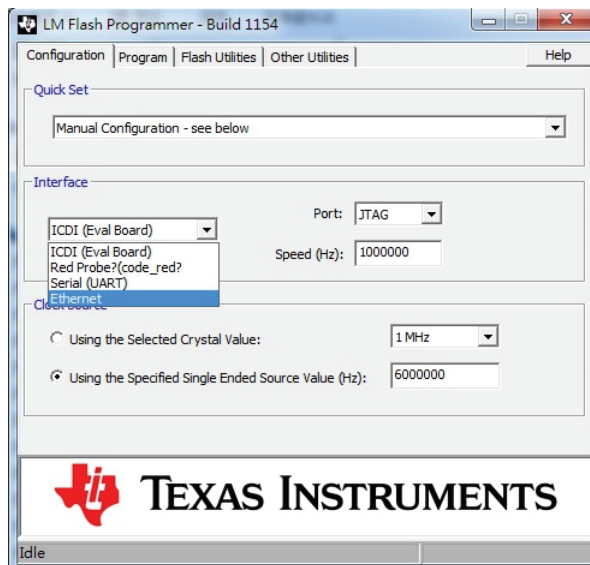 LM Flash Programmer - Build 1154
Configuration Program Flash Utilities Other Utilities Help
Quick Set
Manual Configuration - see below
Interface
Port: JTAG
ICDI (Eval Board)
Speed (Hz): 1000000
ICDI (Eval Board)
Red Probe?(code_red?
Serial (UART)
Ethernet
Clock Source
Using the Selected Crystal Value: 1 MHz
Using the Specified Single Ended Source Value (Hz): 6000000
TEXAS INSTRUMENTS
Idle